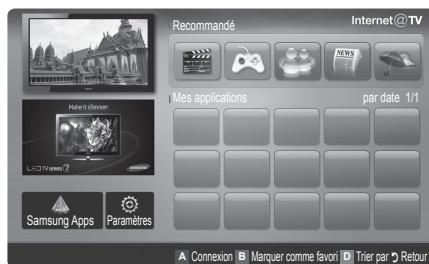 Recommandé
Internet@TV
NEWS
Mes applications
par date 1/1
Make it slimmer.
LED TV SERIES 7
SAMSUNG
Samsung Apps
Paramètres
A Connexion B Marquer comme favori D Trier par Retour